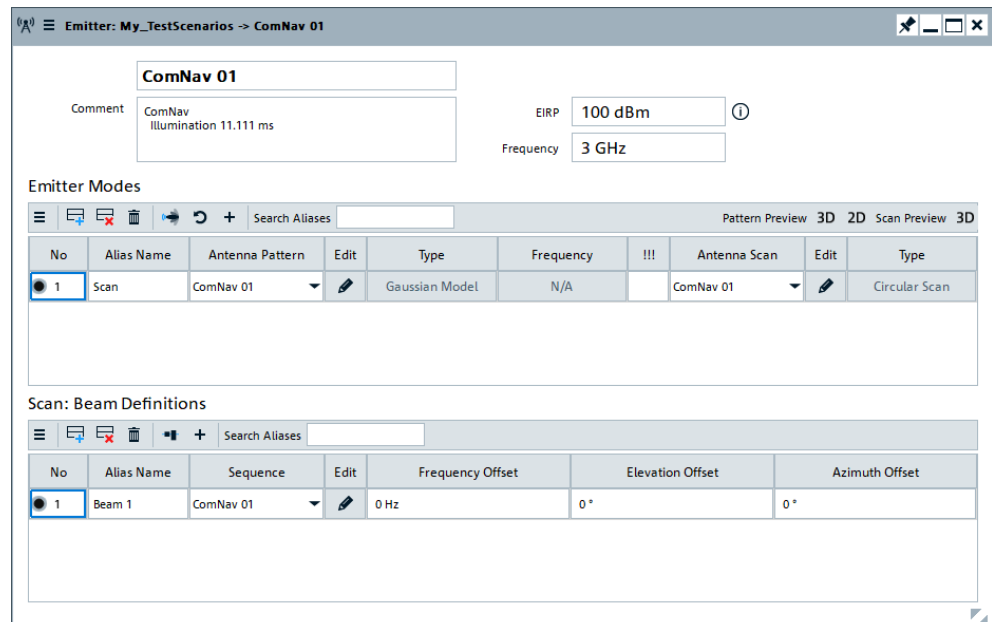 Emitter: My_TestScenarios -> ComNav 01
ComNav 01
Comment
ComNav
Illumination 11.111 ms
EIRP 100 dBm
Frequency 3 GHz
Emitter Modes
Search Aliases
Pattern Preview 3D 2D Scan Preview 3D
No Alias Name Antenna Pattern Edit Type Frequency !!! Antenna Scan Edit Type
1 Scan ComNav 01 Gaussian Model N/A ComNav 01 Circular Scan
Scan: Beam Definitions
Search Aliases
No Alias Name Sequence Edit Frequency Offset Elevation Offset Azimuth Offset
1 Beam 1 ComNav 01 0 Hz 0 ° 0 °